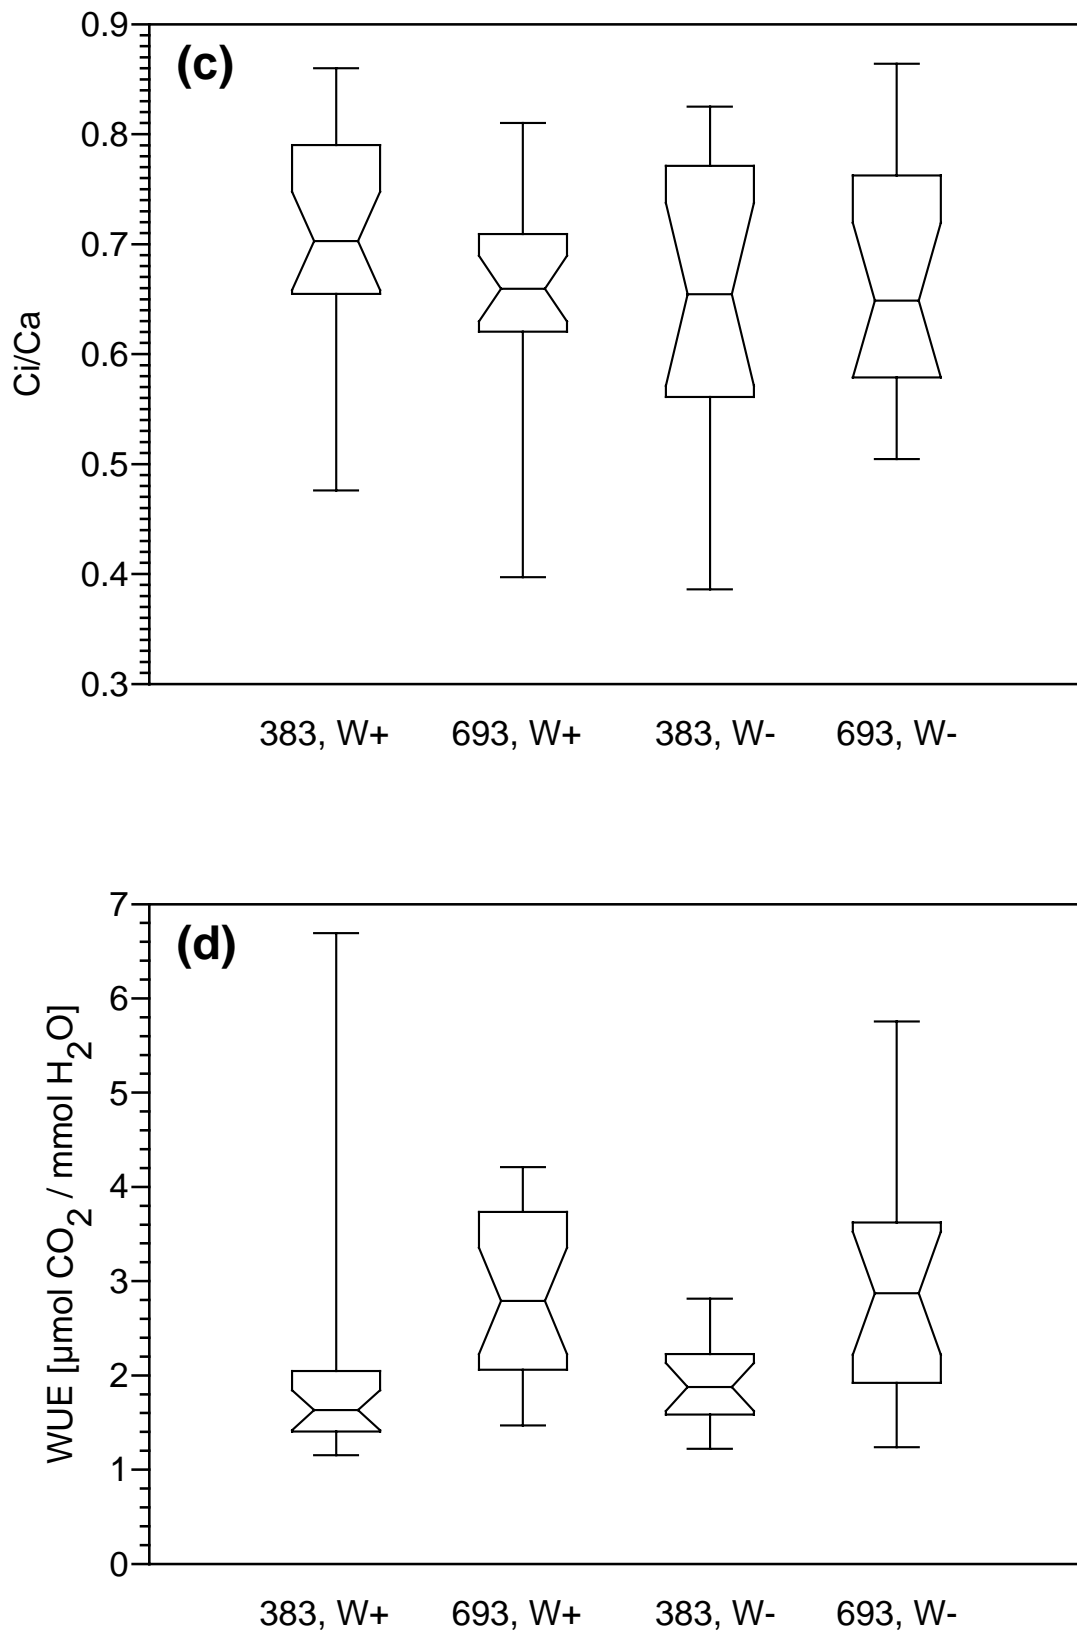 (c)
0.9
0.8
0.7
0.6
0.5
0.4
0.3
Ci/Ca
383, W+ 693, W+ 383, W- 693, W-
(d)
7
6
5
4
3
2
1
0
WUE [µmol CO2 / mmol H2O]
383, W+ 693, W+ 383, W- 693, W-